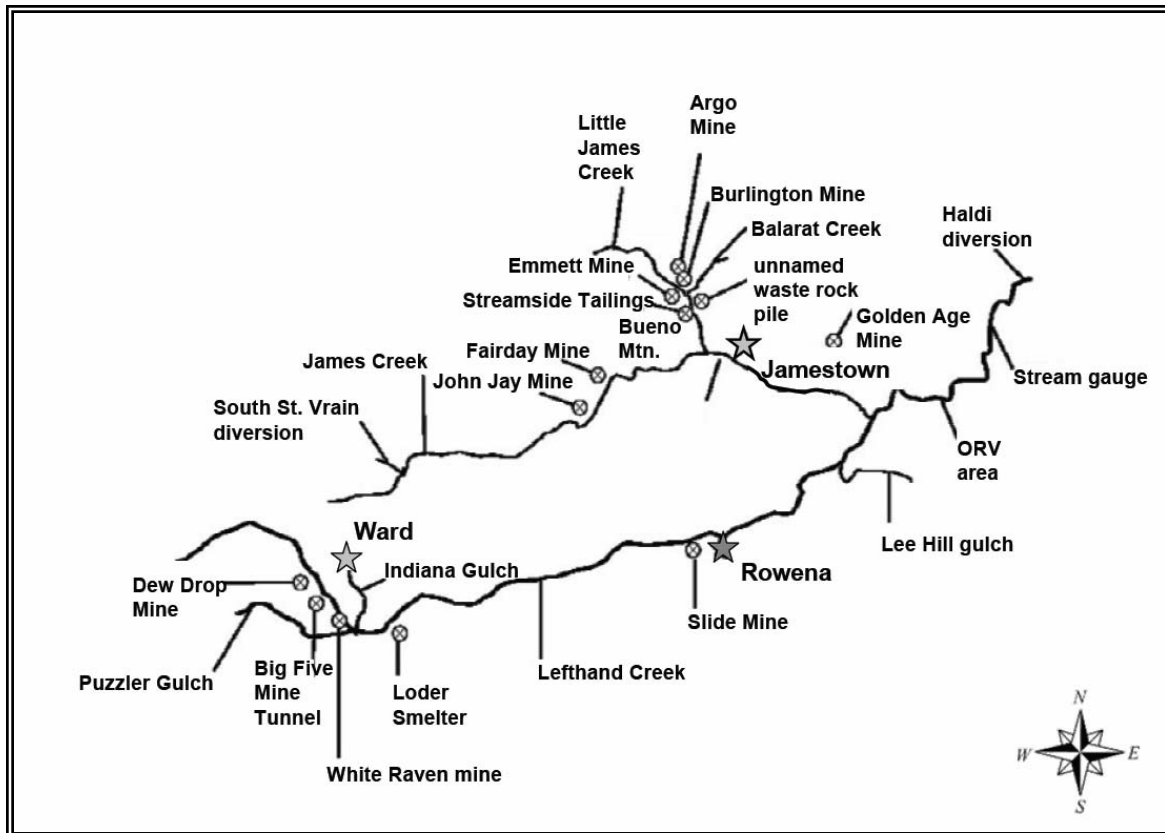 Argo
Mine
Little
James
Creek
Burlington Mine
Balarat Creek
Haldi
diversion
Emmett Mine
unnamed
waste rock
pile
Streamside Tailings
Bueno
Mtn.
Golden Age
Mine
Fairday Mine
Jamestown
James Creek
John Jay Mine
Stream gauge
South St. Vrain
diversion
ORV
area
Ward
Lee Hill gulch
Indiana Gulch
Rowena
Dew Drop
Mine
Slide Mine
Puzzler Gulch
Big Five
Mine
Tunnel
Loder
Smelter
Lefthand Creek
White Raven mine
N
W
E
S